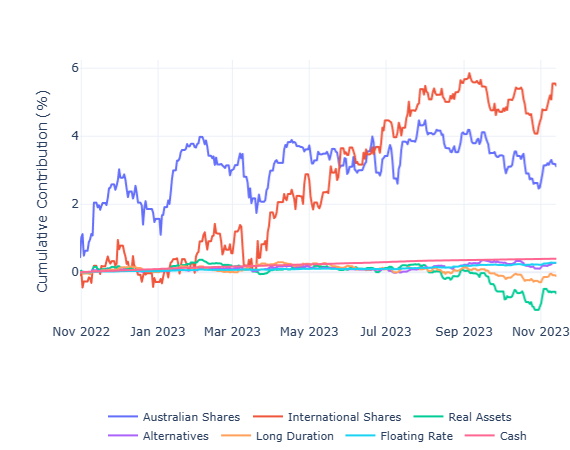 Cumulative Contribution (%)
6
4
2
0
Nov 2022 Jan 2023 Mar 2023 May 2023 Jul 2023 Sep 2023 Nov 2023
Australian Shares International Shares Real Assets
Alternatives Long Duration Floating Rate Cash